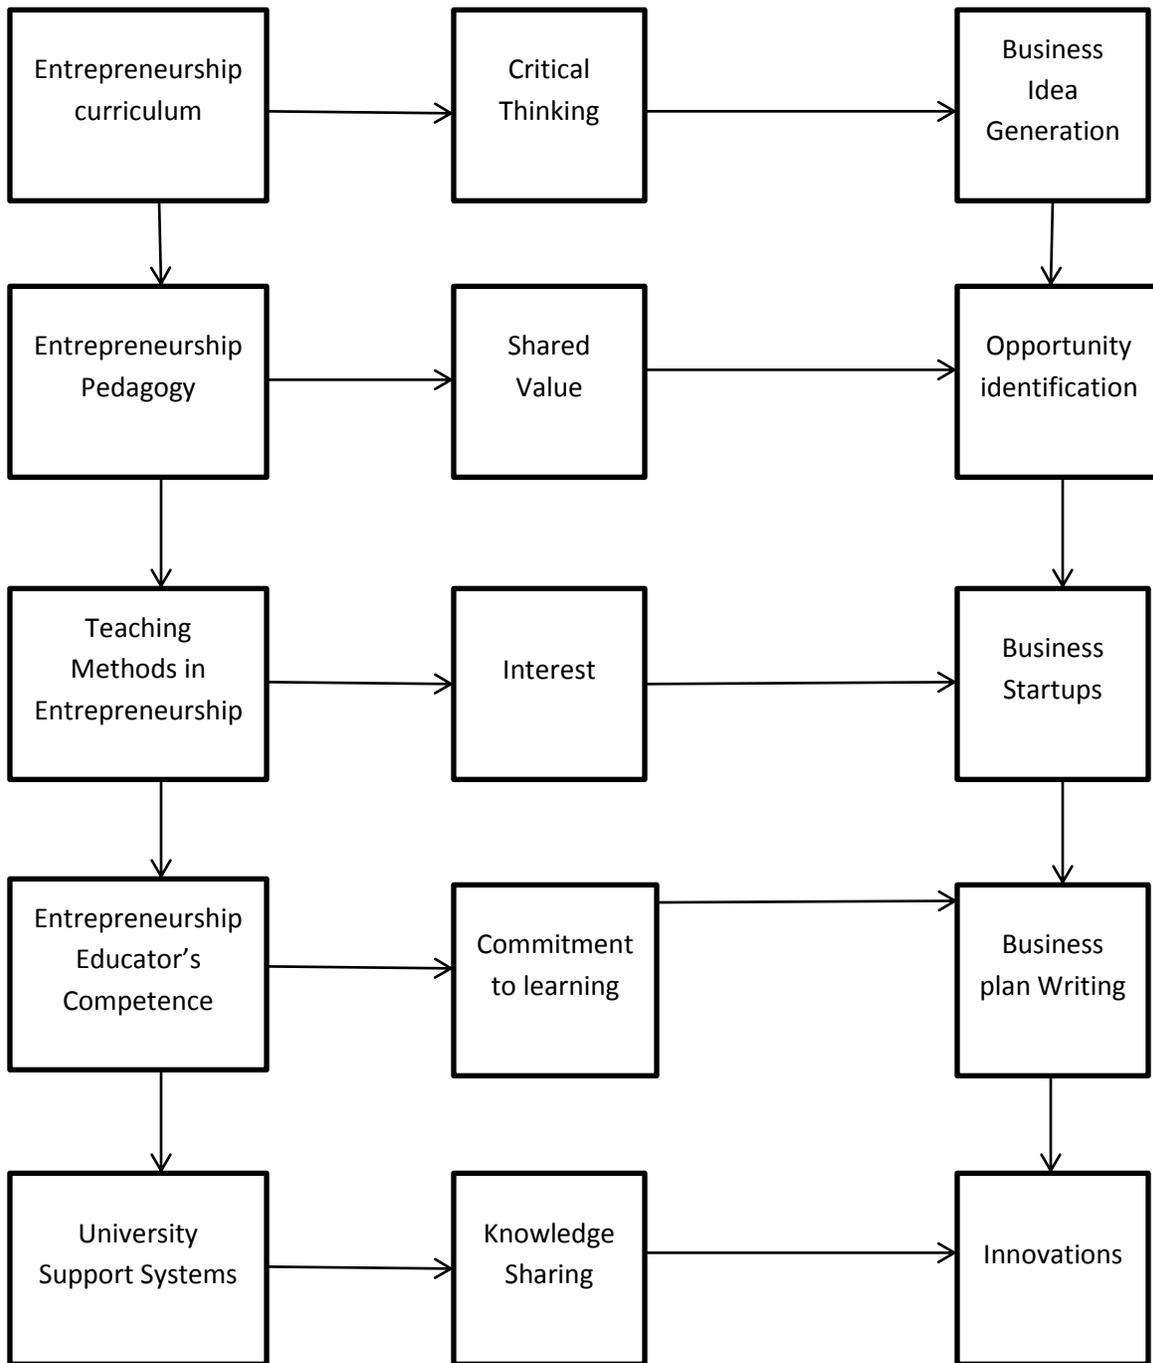 Entrepreneurship
curriculum
Critical
Thinking
Business
Idea
Generation
Entrepreneurship
Pedagogy
Shared
Value
Opportunity
identification
Teaching
Methods in
Entrepreneurship
Interest
Business
Startups
Entrepreneurship
Educator’s
Competence
Commitment
to learning
Business
plan Writing
University
Support Systems
Knowledge
Sharing
Innovations